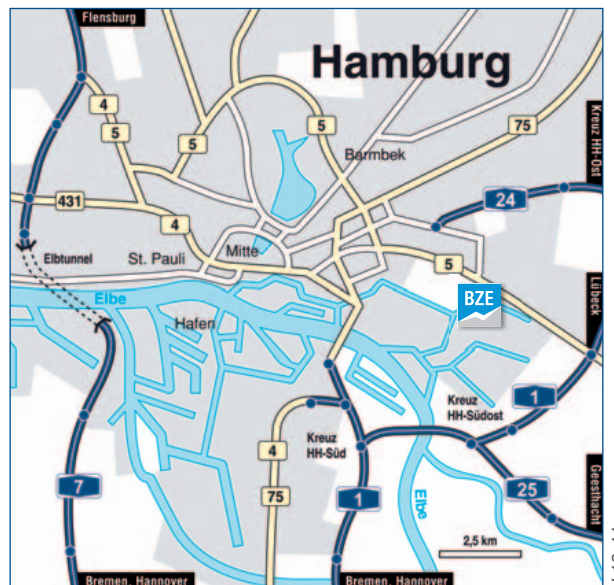 Flensburg
Hamburg
4
5
5
5
75
Kreuz HH-Ost
Barmbek
24
431
4
Mitte
St. Pauli
Elbtunnel
5
BZE
Lübeck
Elbe
Hafen
Kreuz
HH-Südost
1
Kreuz
HH-Süd
4
75
7
1
25
Elbe
Geesthacht
2,5 km
Bremen, Hannover
Bremen, Hannover